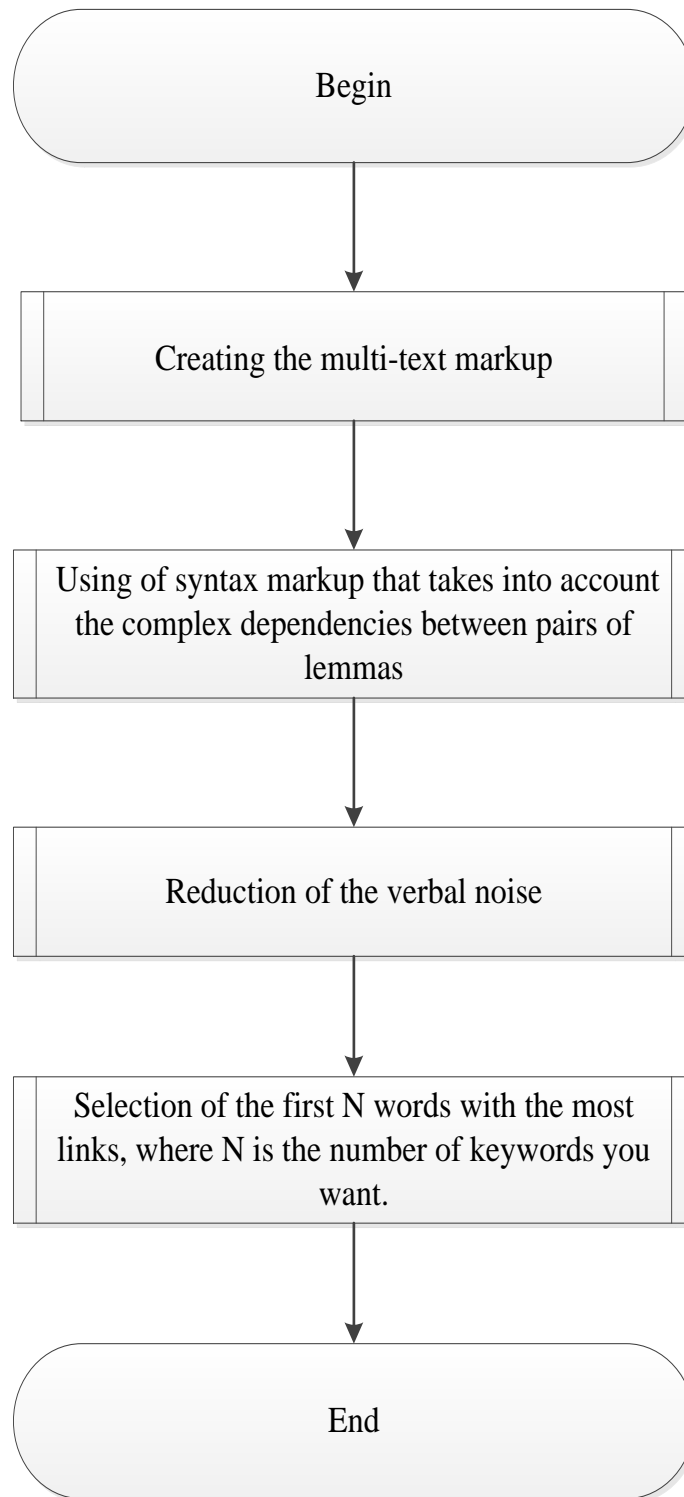 Begin
Creating the multi-text markup
Using of syntax markup that takes into account
the complex dependencies between pairs of
lemmas
Reduction of the verbal noise
Selection of the first N words with the most
links, where N is the number of keywords you
want.
End